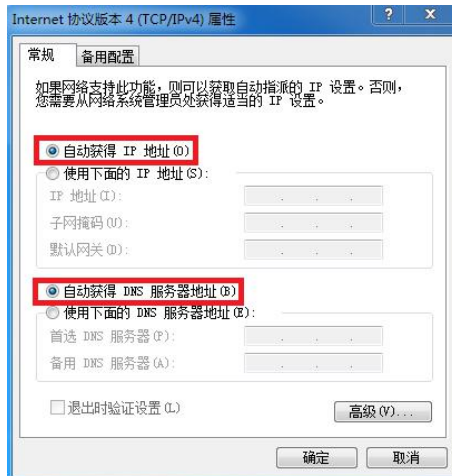 Internet 协议版本 4 (TCP/IPv4) 属性
? X
常规 备用配置
如果网络支持此功能，则可以获取自动指派的 IP 设置。否则，
您需要从网络系统管理员处获得适当的 IP 设置。
自动获得 IP 地址(O)
使用下面的 IP 地址(S):
IP 地址(I):
子网掩码(U):
默认网关(D):
自动获得 DNS 服务器地址(B)
使用下面的 DNS 服务器地址(E):
首选 DNS 服务器(P):
备用 DNS 服务器(A):
退出时验证设置(L)
高级(V)...
确定 取消